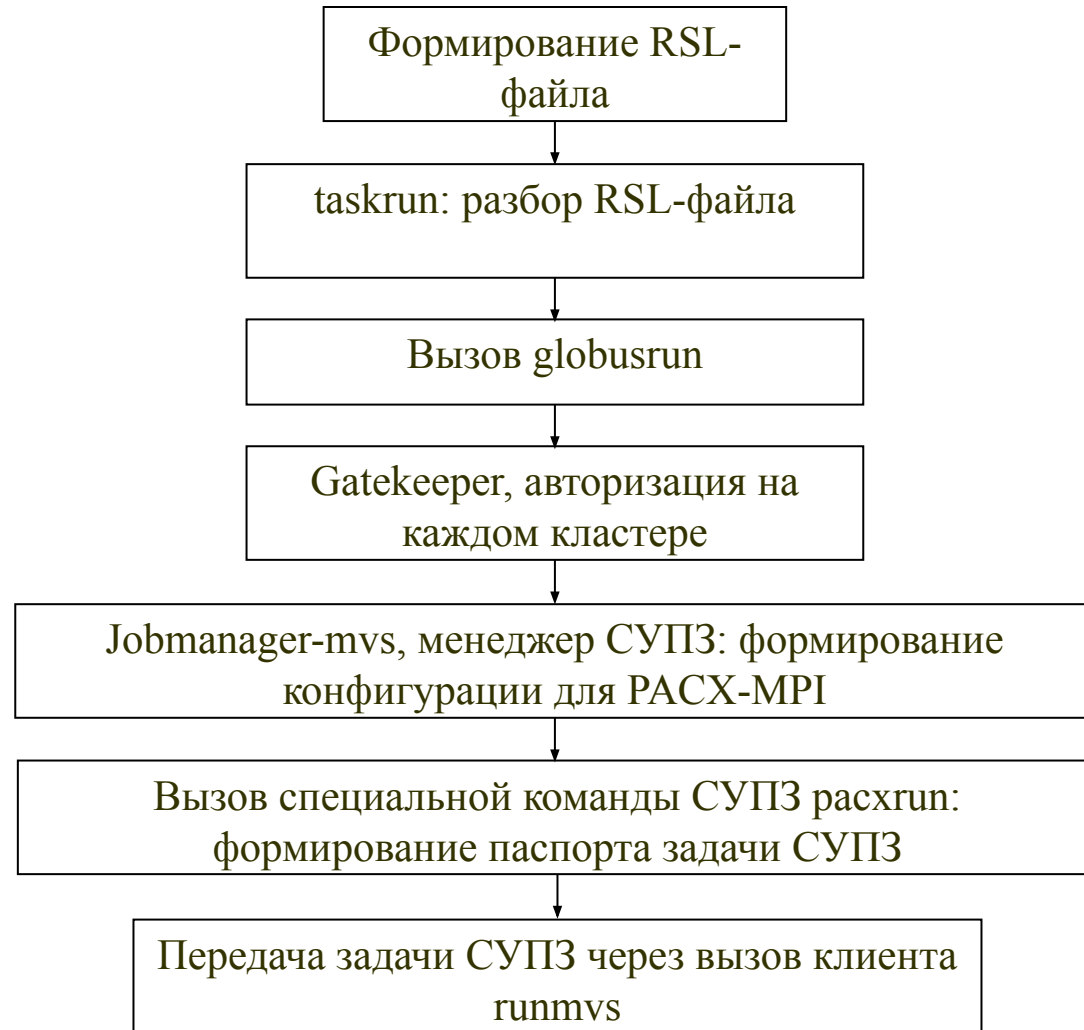 Формирование RSL-
файла
taskrun: разбор RSL-файла
Вызов globusrun
Gatekeeper, авторизация на
каждом кластере
Jobmanager-mvs, менеджер СУПЗ: формирование
конфигурации для PACX-MPI
Вызов специальной команды СУПЗ pacxrun:
формирование паспорта задачи СУПЗ
Передача задачи СУПЗ через вызов клиента
runmvs